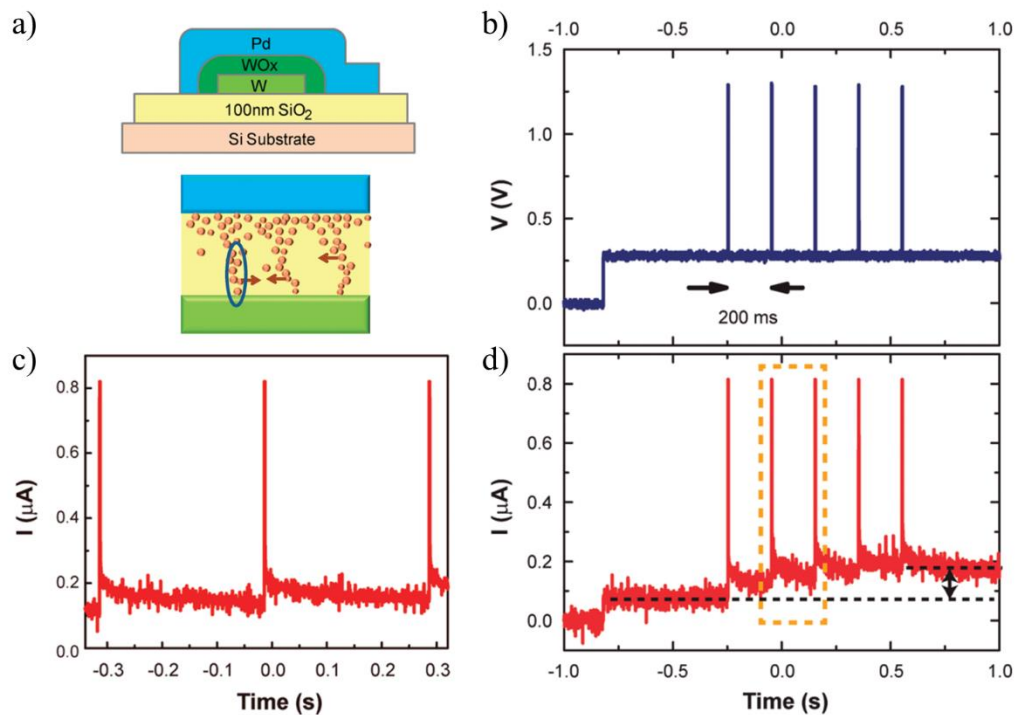 a)
Pd
WOx
W
100nm SiO₂
Si Substrate
b)
-1.0 -0.5 0.0 0.5 1.0
1.5
1.0
0.5
0.0
V (V)
200 ms
c)
0.8
0.6
0.4
0.2
0.0
I (μA)
-0.3 -0.2 -0.1 0.0 0.1 0.2 0.3
Time (s)
d)
0.8
0.6
0.4
0.2
0.0
I (μA)
-1.0 -0.5 0.0 0.5 1.0
Time (s)